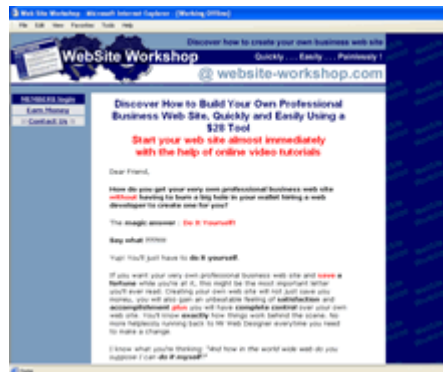 Web Site Workshop - Microsoft Internet Explorer - [Working Offline]
File Edit View Favorites Tools Help
Discover how to create your own business web site
WebSite Workshop
Quickly . . . Easily . . . Painlessly !
@ website-workshop.com
MEMBERS login
Earn Money
Contact Us
Discover How to Build Your Own Professional
Business Web Site, Quickly and Easily Using a
$28 Tool
Start your web site almost immediately
with the help of online video tutorials
Dear Friend,
How do you get your very own professional business web site
without having to burn a big hole in your wallet hiring a web
developer to create one for you?
The magic answer : Do It Yourself!
Say what ?????
Yup! You'll just have to do it yourself.
If you want your very own professional business web site and save a
fortune while you're at it, this might be the most important letter
you'll ever read. Creating your own web site will not just save you
money, you will also gain an unbeatable feeling of satisfaction and
accomplishment plus you will have complete control over your own
web site. You'll know exactly how things work behind the scene. No
more helplessly running back to Mr Web Designer everytime you need
to make a change
I know what you're thinking: "And how in the world wide web do you
suppose I can do it myself?"